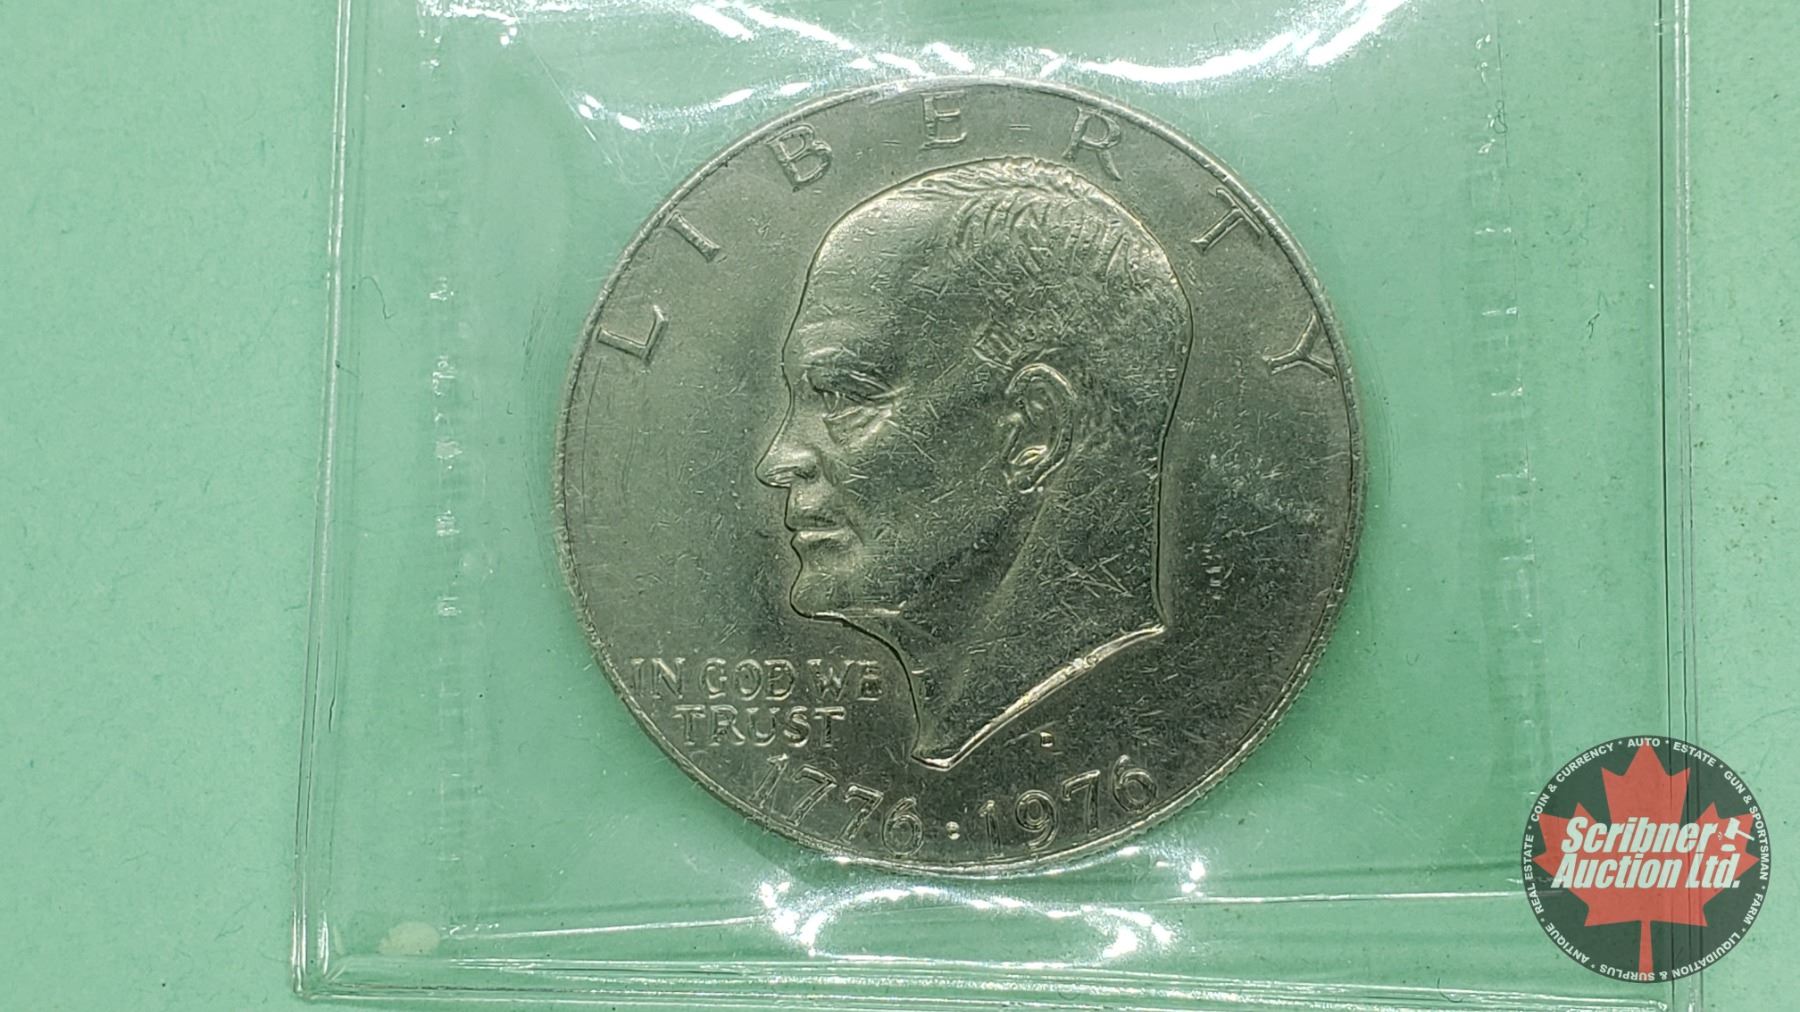 LIBERTY
IN GOD WE
TRUST
D
1776 · 1976
COIN & CURRENCY • AUTO • ESTATE • GUN & SPORTSMAN • FARM • LIQUIDATION & SURPLUS • ANTIQUE • REAL ESTATE •
Scribner
Auction Ltd.